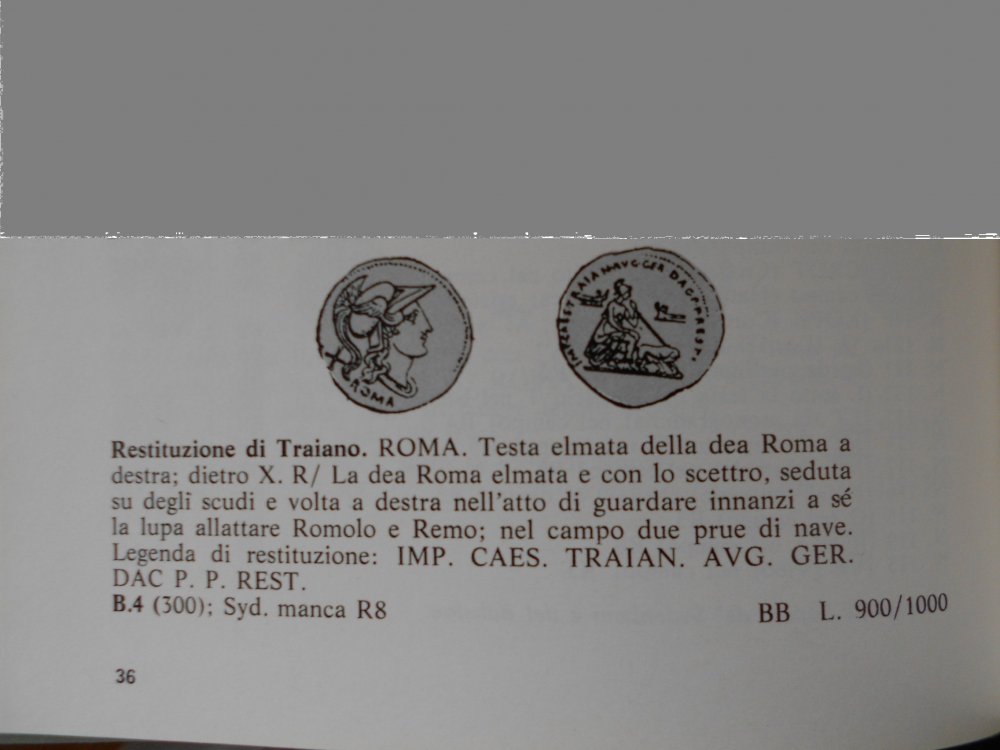 X ROMA
IMP CAES TRAIAN AVG GER DAC P P REST.
Restituzione di Traiano. ROMA. Testa elmata della dea Roma a
destra; dietro X. R/ La dea Roma elmata e con lo scettro, seduta
su degli scudi e volta a destra nell'atto di guardare innanzi a sé
la lupa allattare Romolo e Remo; nel campo due prue di nave.
Legenda di restituzione: IMP. CAES. TRAIAN. AVG. GER.
DAC P. P. REST.
B.4 (300); Syd. manca R8 BB L. 900/1000
36